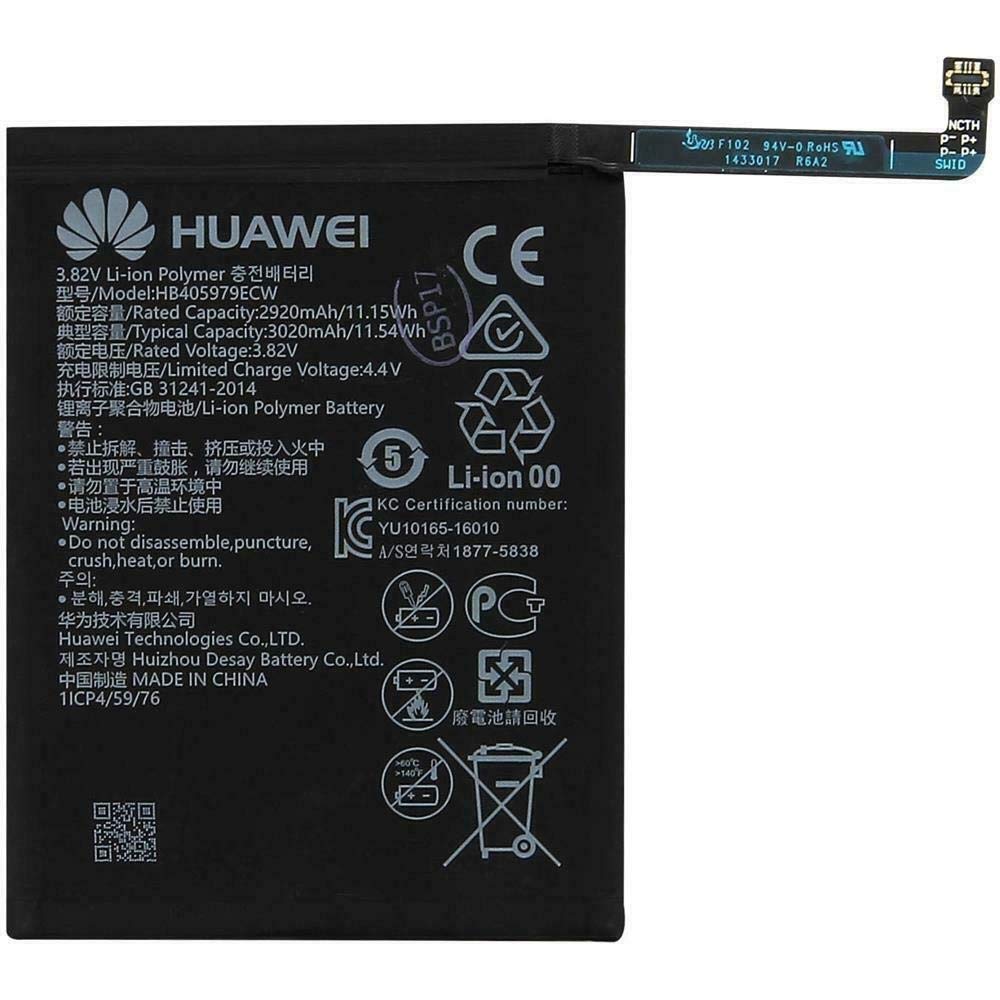 NCTH
P- P+
P- P+
SWID
F102 94V-0 RoHS
1433017 R6A2
HUAWEI
CE
3.82V Li-ion Polymer 충전배터리
型号/Model:HB405979ECW
额定容量/Rated Capacity:2920mAh/11.15Wh
典型容量/Typical Capacity:3020mAh/11.54Wh
额定电压/Rated Voltage:3.82V
充电限制电压/Limited Charge Voltage:4.4V
执行标准:GB 31241-2014
锂离子聚合物电池/Li-ion Polymer Battery
BSP17
警告:
•禁止拆解、撞击、挤压或投入火中
•若出现严重鼓胀，请勿继续使用
•请勿置于高温环境中
•电池浸水后禁止使用
5
Li-ion 00
Warning:
•Do not disassemble,puncture,
crush,heat,or burn.
KC Certification number:
YU10165-16010
A/S연락처1877-5838
주의:
•분해,충격,파쇄,가열하지 마시오.
华为技术有限公司
Huawei Technologies Co.,LTD.
제조자명 Huizhou Desay Battery Co.,Ltd.
中国制造 MADE IN CHINA
1ICP4/59/76
廢電池請回收
>60°C
>140°F